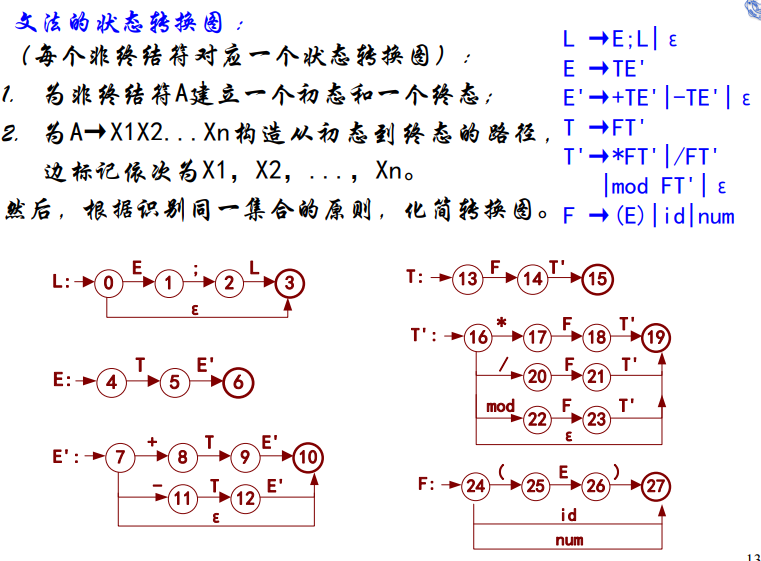 文法的状态转换图：
（每个非终结符对应一个状态转换图）：
1. 为非终结符A建立一个初态和一个终态；
2. 为A→X1X2...Xn构造从初态到终态的路径，
边标记依次为X1, X2, ..., Xn。
然后，根据识别同一集合的原则，化简转换图。
L →E;L| ε
E →TE'
E'→+TE'|-TE'| ε
T →FT'
T'→*FT'|/FT'
|mod FT'| ε
F →(E)|id|num
L: 0 E 1 ; 2 L 3
ε
E: 4 T 5 E' 6
E': 7 + 8 T 9 E' 10
- 11 T 12 E'
ε
T: 13 F 14 T' 15
T': 16 * 17 F 18 T' 19
/ 20 F 21 T'
mod 22 F 23 T'
ε
F: 24 ( 25 E 26 ) 27
id
num
13